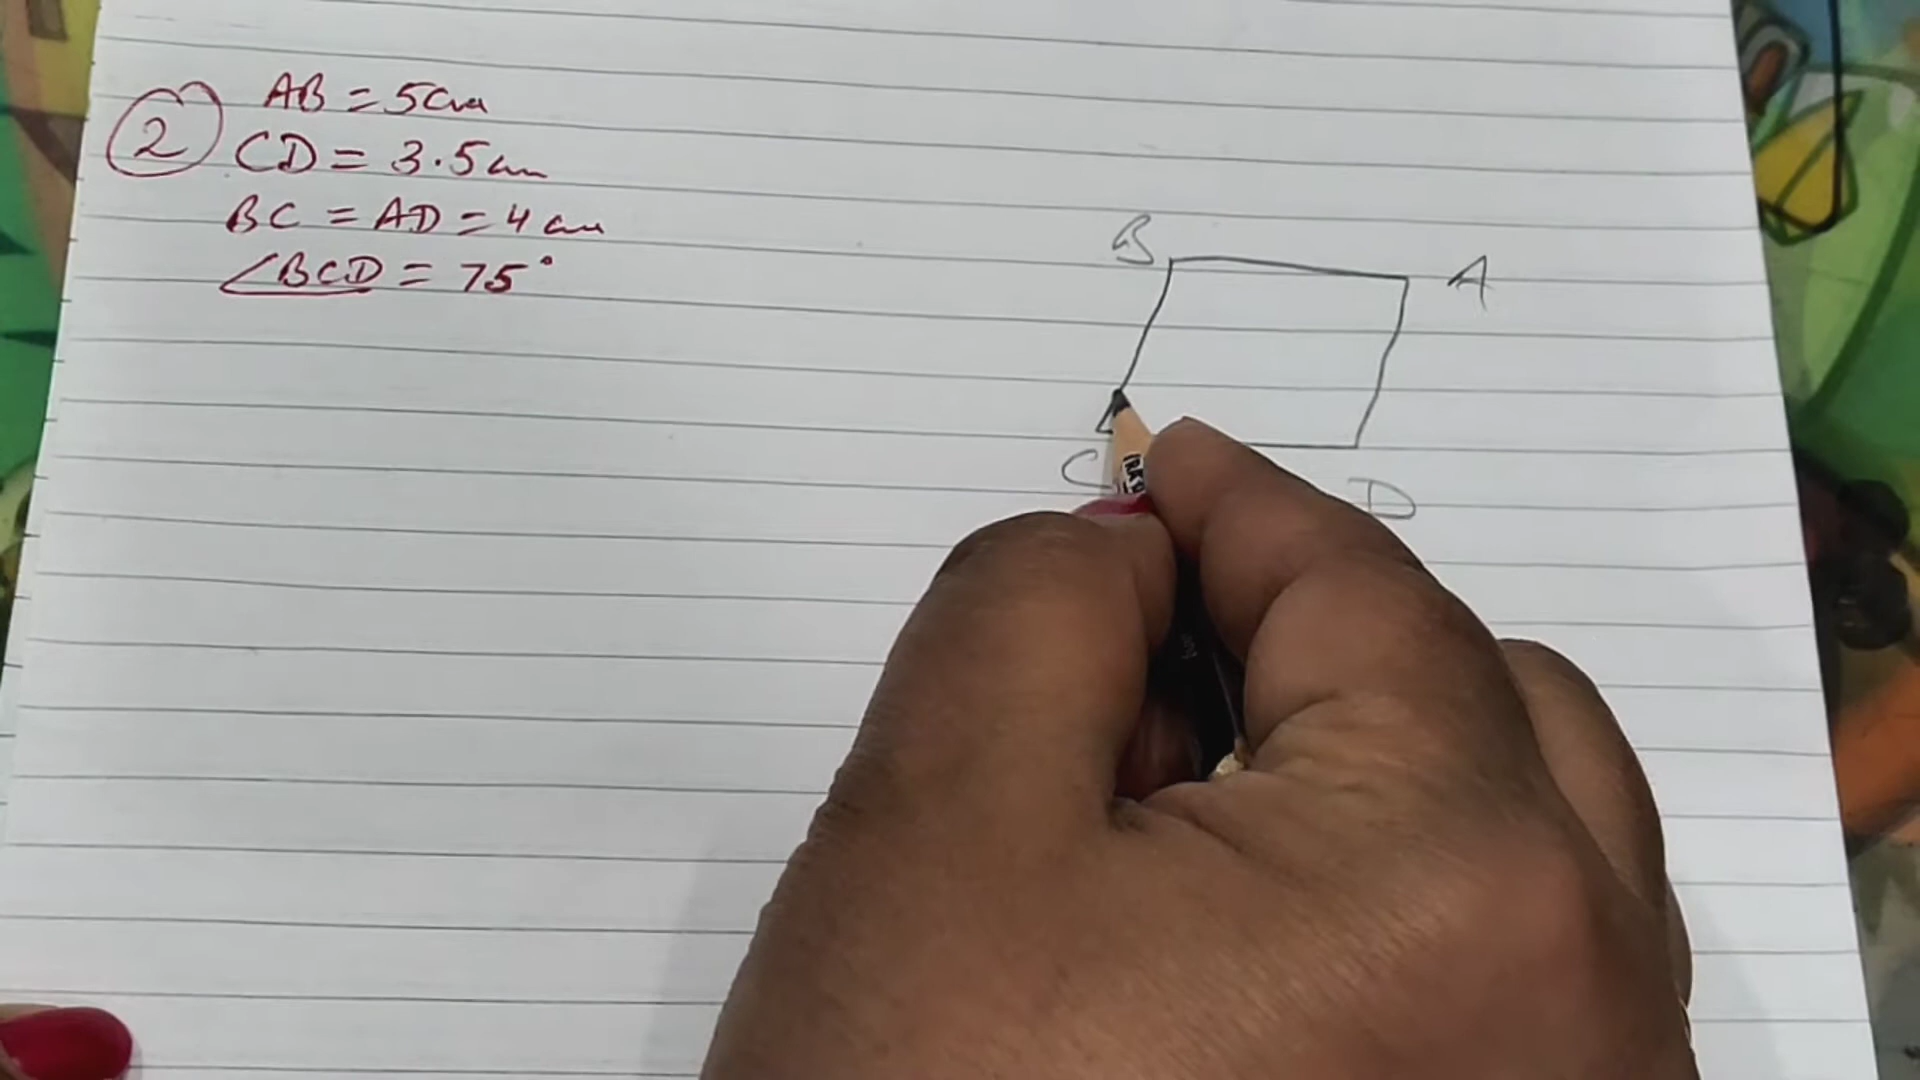 2 AB = 5cm
CD = 3.5cm
BC = AD = 4cm
∠BCD = 75°
B A
C D